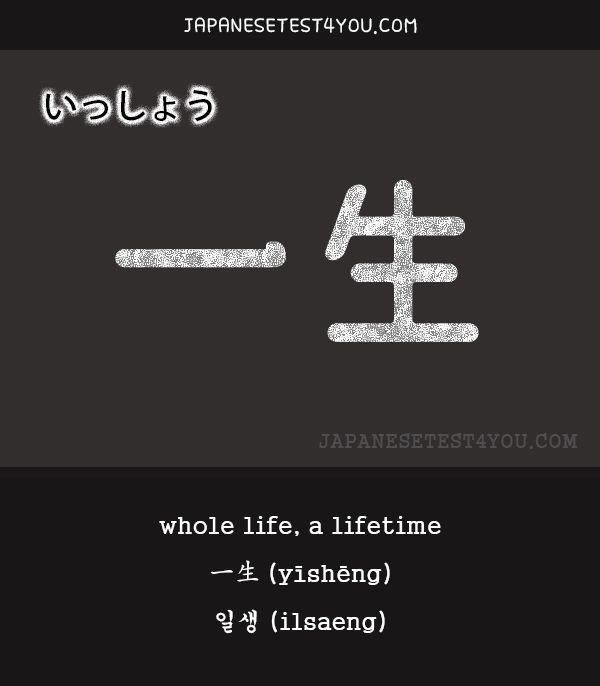 JAPANESETEST4YOU.COM
いっしょう
一生
JAPANESETEST4YOU.COM
whole life, a lifetime
一生 (yīshēng)
일생 (ilsaeng)